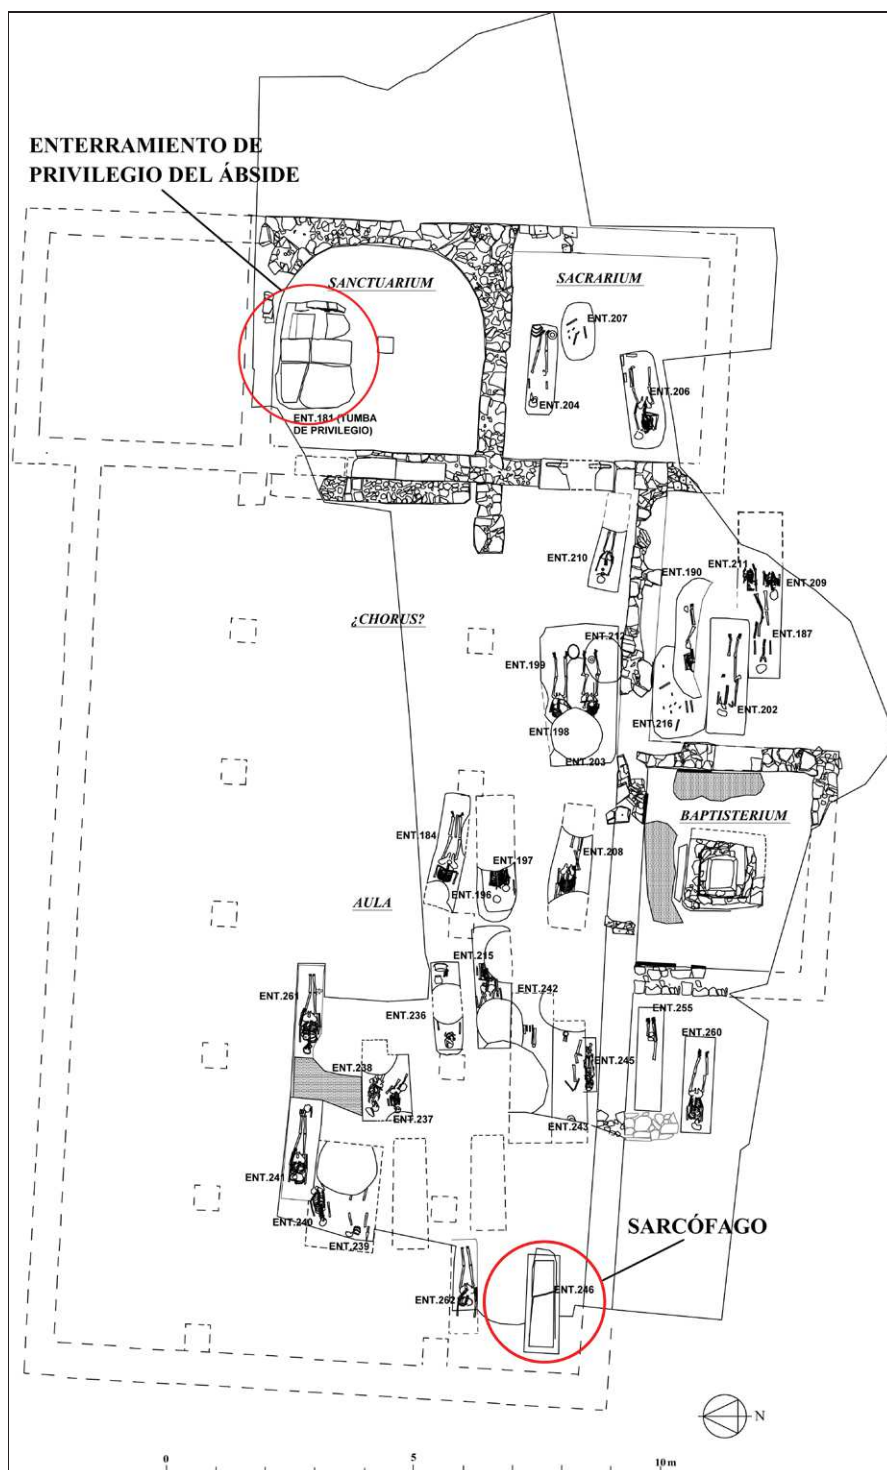 ENTERRAMIENTO DE
PRIVILEGIO DEL ÁBSIDE
SANCTUARIUM
SACRARIUM
ENT.207
ENT.204
ENT.206
ENT.181 (TUMBA
DE PRIVILEGIO)
ENT.210
ENT.190
ENT.211
ENT.209
¿CHORUS?
ENT.212
ENT.187
ENT.199
ENT.216
ENT.202
ENT.198
ENT.203
BAPTISTERIUM
ENT.184
ENT.197
ENT.208
ENT.196
AULA
ENT.215
ENT.261
ENT.236
ENT.242
ENT.255
ENT.260
ENT.238
ENT.245
ENT.237
ENT.243
ENT.241
ENT.240
ENT.239
SARCÓFAGO
ENT.262
ENT.246
N
0 5 10m